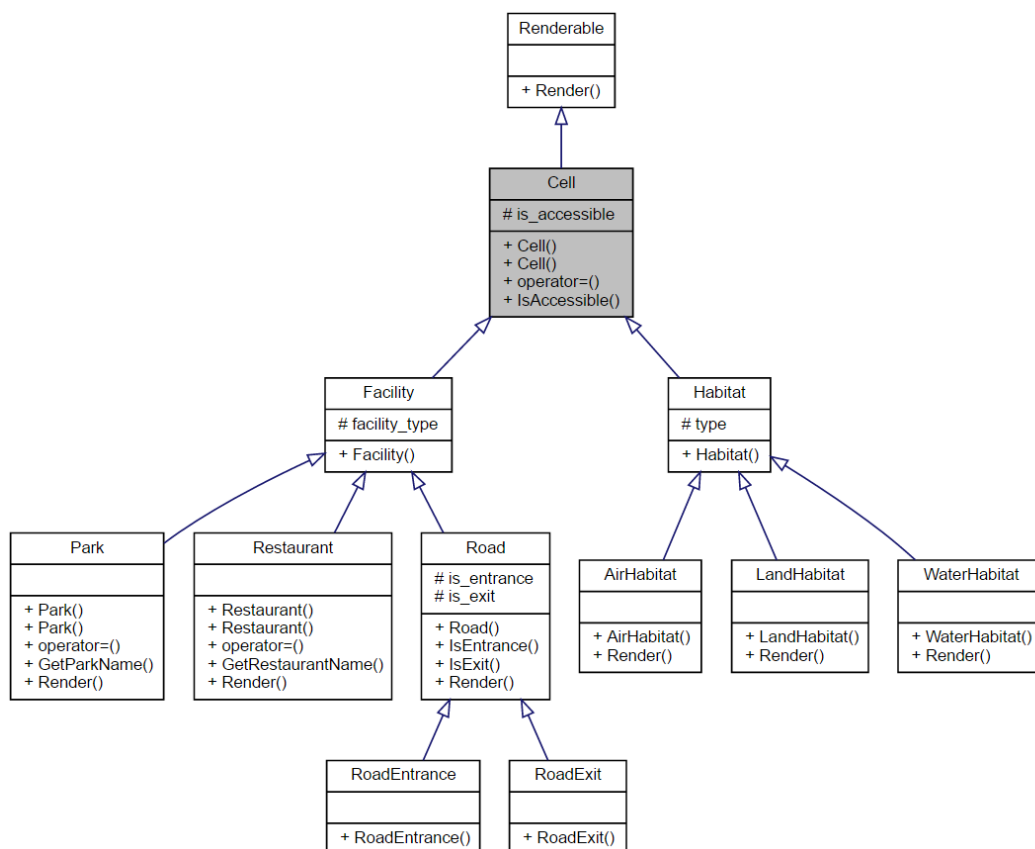 Renderable
+ Render()
Cell
# is_accessible
+ Cell()
+ Cell()
+ operator=()
+ IsAccessible()
Facility
# facility_type
+ Facility()
Habitat
# type
+ Habitat()
Park
+ Park()
+ Park()
+ operator=()
+ GetParkName()
+ Render()
Restaurant
+ Restaurant()
+ Restaurant()
+ operator=()
+ GetRestaurantName()
+ Render()
Road
# is_entrance
# is_exit
+ Road()
+ IsEntrance()
+ IsExit()
+ Render()
AirHabitat
+ AirHabitat()
+ Render()
LandHabitat
+ LandHabitat()
+ Render()
WaterHabitat
+ WaterHabitat()
+ Render()
RoadEntrance
+ RoadEntrance()
RoadExit
+ RoadExit()